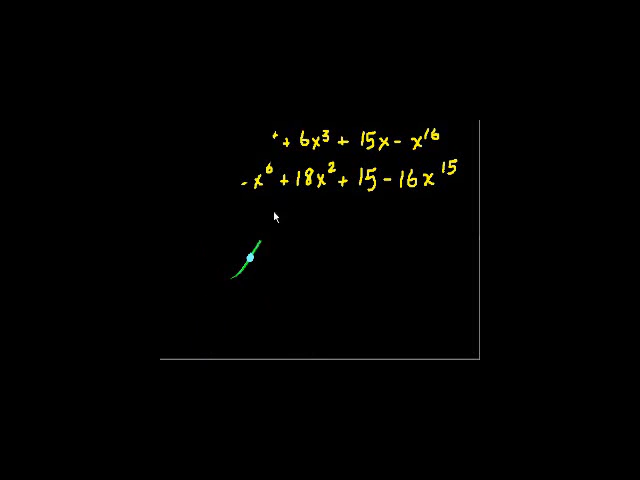 + 6x³ + 15x - x¹⁶
- x⁶ + 18x² + 15 - 16x¹⁵